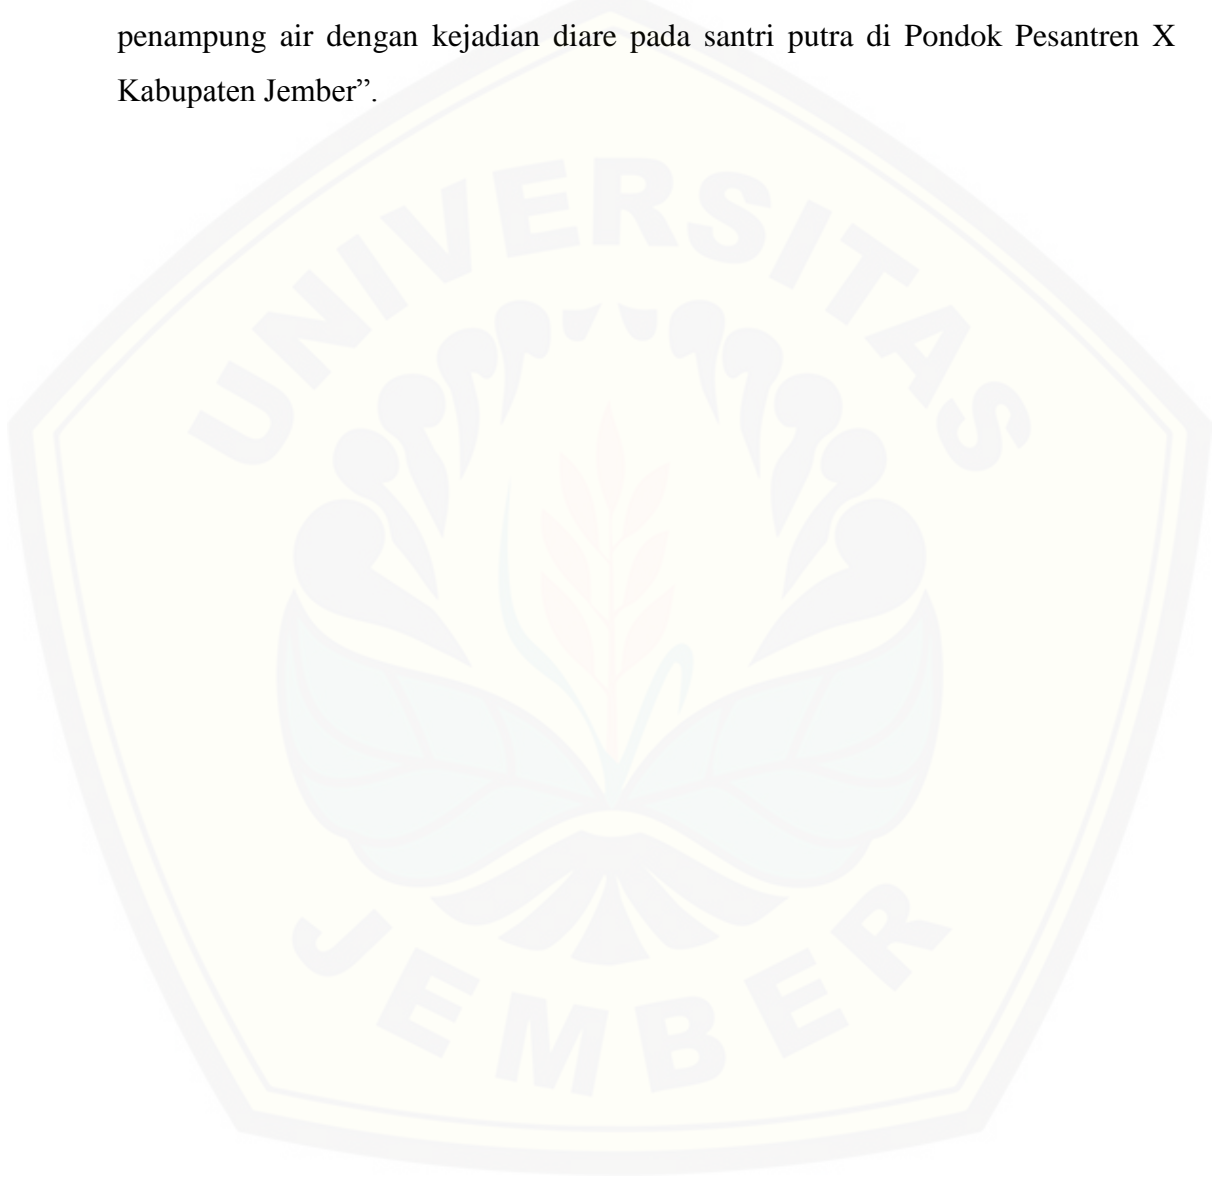 penampung air dengan kejadian diare pada santri putra di Pondok Pesantren X
Kabupaten Jember”.
UNIVERSITAS
JEMBER